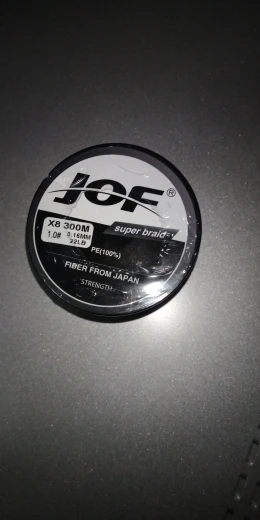 JOF®
X8 300M
super braid
1.0# 0.16MM
22LB
PE(100%)
FIBER FROM JAPAN
STRENGTH